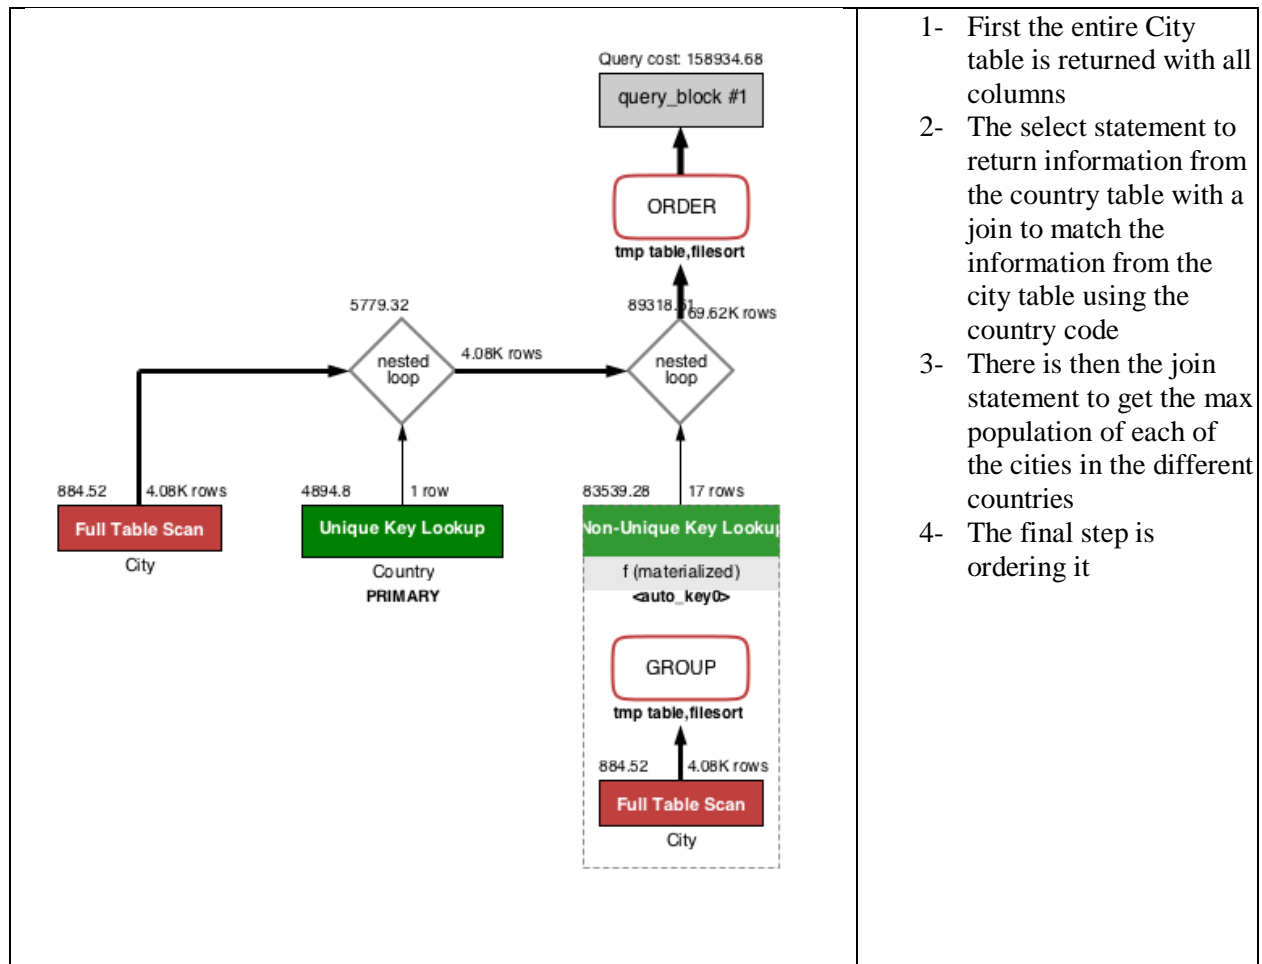 Query cost: 158934.68
query_block #1
ORDER
tmp table,filesort
5779.32
89318.61
69.62K rows
nested
loop
4.08K rows
nested
loop
884.52
4.08K rows
Full Table Scan
City
4894.8
1 row
Unique Key Lookup
Country
PRIMARY
83539.28
17 rows
Non-Unique Key Lookup
f (materialized)
<auto_key0>
GROUP
tmp table,filesort
884.52
4.08K rows
Full Table Scan
City
1- First the entire City
table is returned with all
columns
2- The select statement to
return information from
the country table with a
join to match the
information from the
city table using the
country code
3- There is then the join
statement to get the max
population of each of
the cities in the different
countries
4- The final step is
ordering it